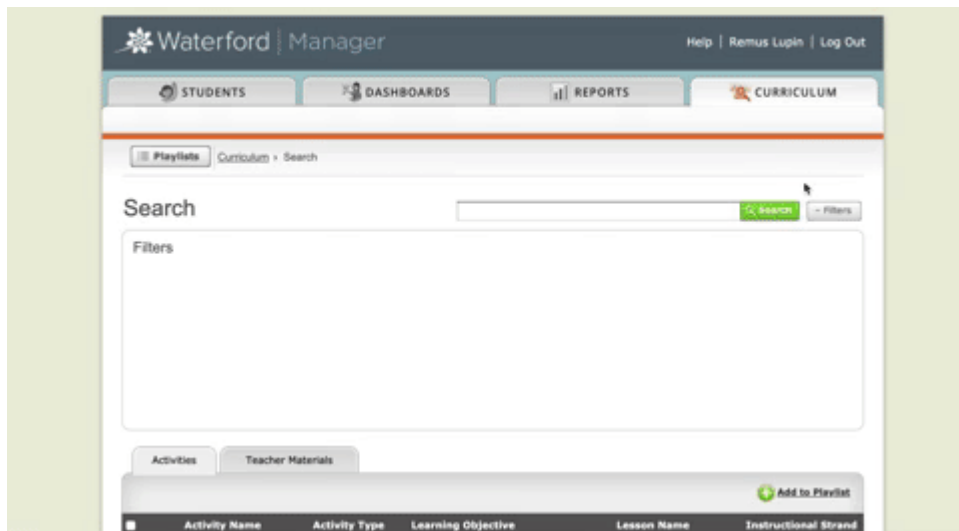 Waterford | Manager
Help | Remus Lupin | Log Out
STUDENTS DASHBOARDS REPORTS CURRICULUM
Playlists Curriculum › Search
Search Search - Filters
Filters
Activities Teacher Materials
Add to Playlist
Activity Name Activity Type Learning Objective Lesson Name Instructional Strand